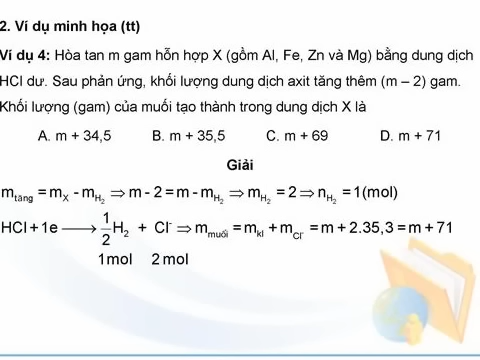 2. Ví dụ minh họa (tt)
Ví dụ 4: Hòa tan m gam hỗn hợp X (gồm Al, Fe, Zn và Mg) bằng dung dịch
HCl dư. Sau phản ứng, khối lượng dung dịch axit tăng thêm (m – 2) gam.
Khối lượng (gam) của muối tạo thành trong dung dịch X là
A. m + 34,5 B. m + 35,5 C. m + 69 D. m + 71
Giải
m_tăng = m_X - m_H₂ ⇒ m - 2 = m - m_H₂ ⇒ m_H₂ = 2 ⇒ n_H₂ = 1(mol)
HCl + 1e ⟶ 1/2 H₂ + Cl⁻ ⇒ m_muối = m_kl + m_Cl⁻ = m + 2.35,3 = m + 71
1mol 2mol